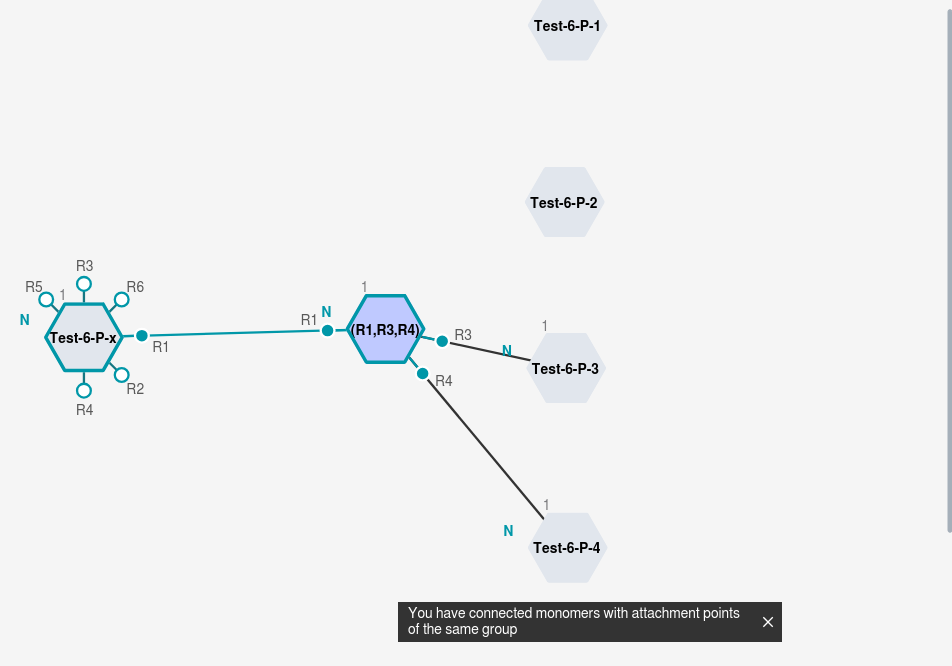 Test-6-P-1
Test-6-P-2
R3
R5
1
R6
N
Test-6-P-x
R1
R2
R4
1
N
R1
(R1,R3,R4)
R3
R4
1
N
Test-6-P-3
1
N
Test-6-P-4
You have connected monomers with attachment points
of the same group